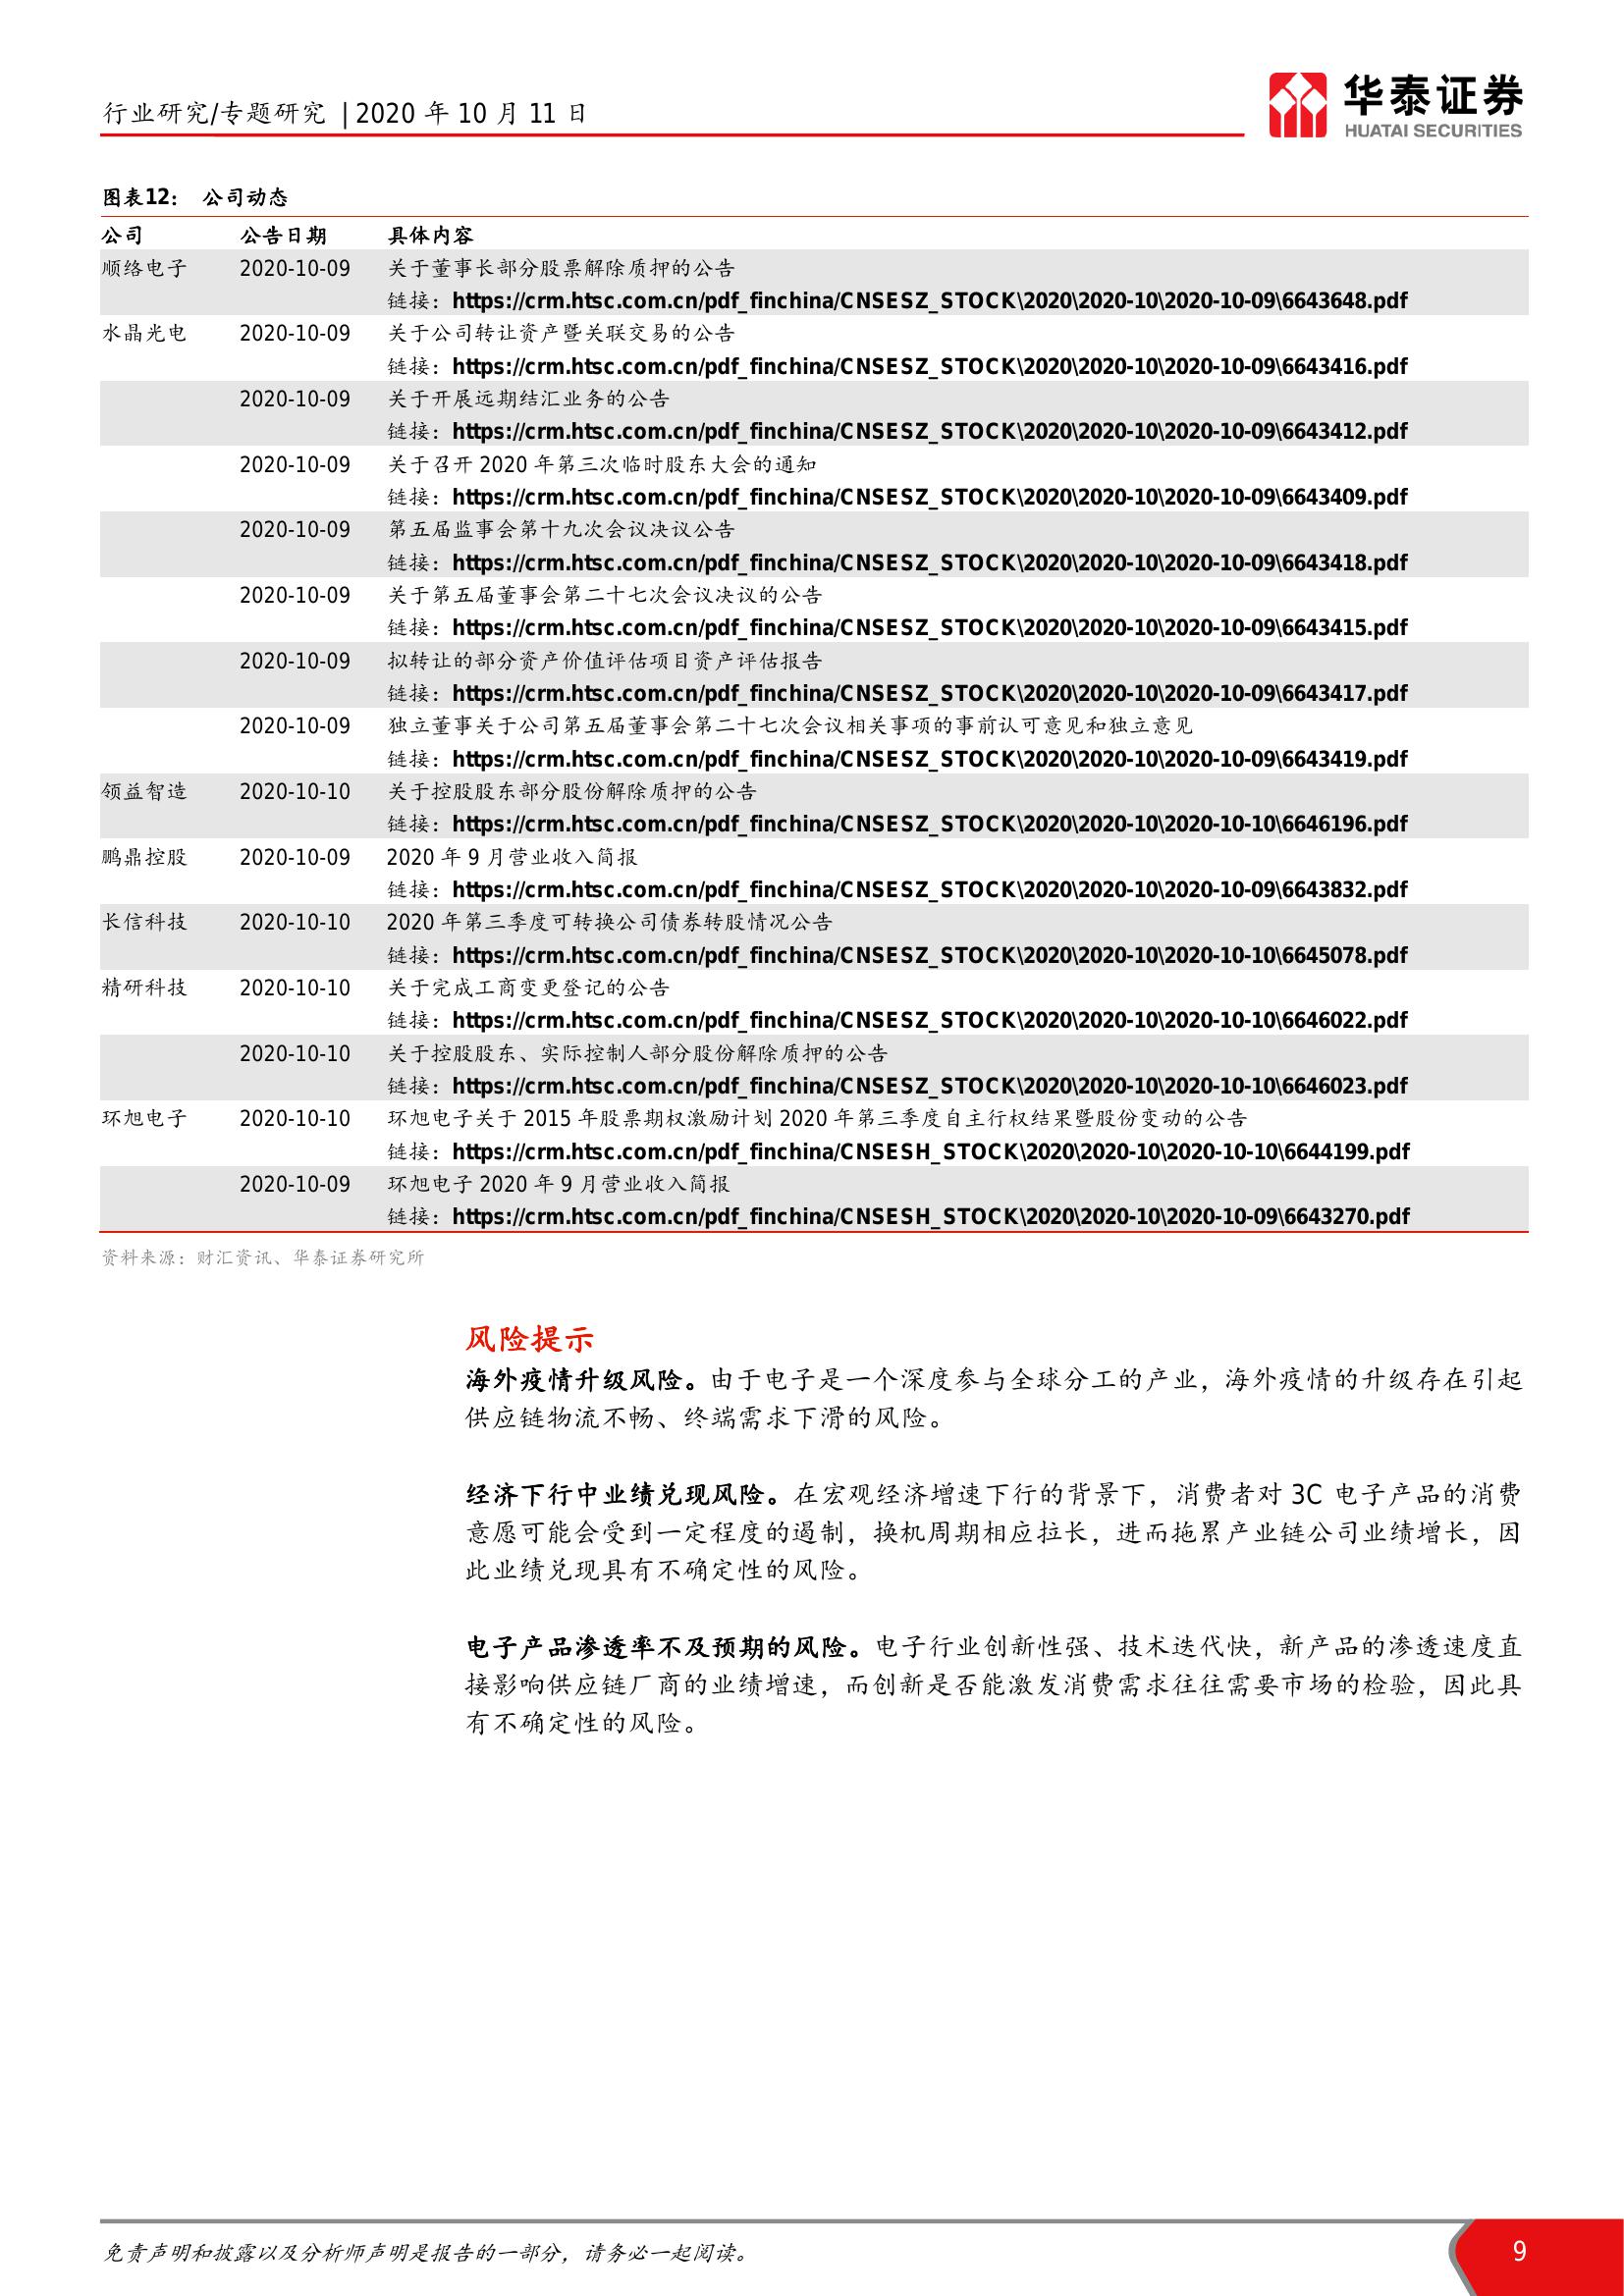 行业研究/专题研究 | 2020 年 10 月 11 日
华泰证券
HUATAI SECURITIES
图表12： 公司动态
公司 公告日期 具体内容
顺络电子 2020-10-09 关于董事长部分股票解除质押的公告
链接：https://crm.htsc.com.cn/pdf_finchina/CNSESZ_STOCK\2020\2020-10\2020-10-09\6643648.pdf
水晶光电 2020-10-09 关于公司转让资产暨关联交易的公告
链接：https://crm.htsc.com.cn/pdf_finchina/CNSESZ_STOCK\2020\2020-10\2020-10-09\6643416.pdf
2020-10-09 关于开展远期结汇业务的公告
链接：https://crm.htsc.com.cn/pdf_finchina/CNSESZ_STOCK\2020\2020-10\2020-10-09\6643412.pdf
2020-10-09 关于召开 2020 年第三次临时股东大会的通知
链接：https://crm.htsc.com.cn/pdf_finchina/CNSESZ_STOCK\2020\2020-10\2020-10-09\6643409.pdf
2020-10-09 第五届监事会第十九次会议决议公告
链接：https://crm.htsc.com.cn/pdf_finchina/CNSESZ_STOCK\2020\2020-10\2020-10-09\6643418.pdf
2020-10-09 关于第五届董事会第二十七次会议决议的公告
链接：https://crm.htsc.com.cn/pdf_finchina/CNSESZ_STOCK\2020\2020-10\2020-10-09\6643415.pdf
2020-10-09 拟转让的部分资产价值评估项目资产评估报告
链接：https://crm.htsc.com.cn/pdf_finchina/CNSESZ_STOCK\2020\2020-10\2020-10-09\6643417.pdf
2020-10-09 独立董事关于公司第五届董事会第二十七次会议相关事项的事前认可意见和独立意见
链接：https://crm.htsc.com.cn/pdf_finchina/CNSESZ_STOCK\2020\2020-10\2020-10-09\6643419.pdf
领益智造 2020-10-10 关于控股股东部分股份解除质押的公告
链接：https://crm.htsc.com.cn/pdf_finchina/CNSESZ_STOCK\2020\2020-10\2020-10-10\6646196.pdf
鹏鼎控股 2020-10-09 2020 年 9 月营业收入简报
链接：https://crm.htsc.com.cn/pdf_finchina/CNSESZ_STOCK\2020\2020-10\2020-10-09\6643832.pdf
长信科技 2020-10-10 2020 年第三季度可转换公司债券转股情况公告
链接：https://crm.htsc.com.cn/pdf_finchina/CNSESZ_STOCK\2020\2020-10\2020-10-10\6645078.pdf
精研科技 2020-10-10 关于完成工商变更登记的公告
链接：https://crm.htsc.com.cn/pdf_finchina/CNSESZ_STOCK\2020\2020-10\2020-10-10\6646022.pdf
2020-10-10 关于控股股东、实际控制人部分股份解除质押的公告
链接：https://crm.htsc.com.cn/pdf_finchina/CNSESZ_STOCK\2020\2020-10\2020-10-10\6646023.pdf
环旭电子 2020-10-10 环旭电子关于 2015 年股票期权激励计划 2020 年第三季度自主行权结果暨股份变动的公告
链接：https://crm.htsc.com.cn/pdf_finchina/CNSESH_STOCK\2020\2020-10\2020-10-10\6644199.pdf
2020-10-09 环旭电子 2020 年 9 月营业收入简报
链接：https://crm.htsc.com.cn/pdf_finchina/CNSESH_STOCK\2020\2020-10\2020-10-09\6643270.pdf
资料来源：财汇资讯、华泰证券研究所
风险提示
海外疫情升级风险。由于电子是一个深度参与全球分工的产业，海外疫情的升级存在引起
供应链物流不畅、终端需求下滑的风险。
经济下行中业绩兑现风险。在宏观经济增速下行的背景下，消费者对 3C 电子产品的消费
意愿可能会受到一定程度的遏制，换机周期相应拉长，进而拖累产业链公司业绩增长，因
此业绩兑现具有不确定性的风险。
电子产品渗透率不及预期的风险。电子行业创新性强、技术迭代快，新产品的渗透速度直
接影响供应链厂商的业绩增速，而创新是否能激发消费需求往往需要市场的检验，因此具
有不确定性的风险。
免责声明和披露以及分析师声明是报告的一部分，请务必一起阅读。
9